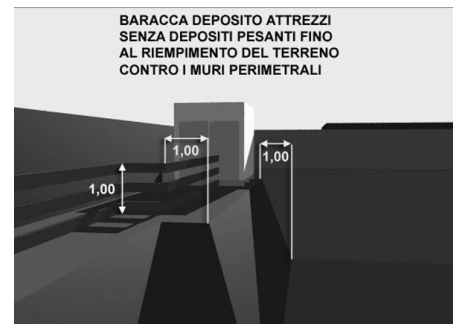 BARACCA DEPOSITO ATTREZZI
SENZA DEPOSITI PESANTI FINO
AL RIEMPIMENTO DEL TERRENO
CONTRO I MURI PERIMETRALI
1,00
1,00
1,00